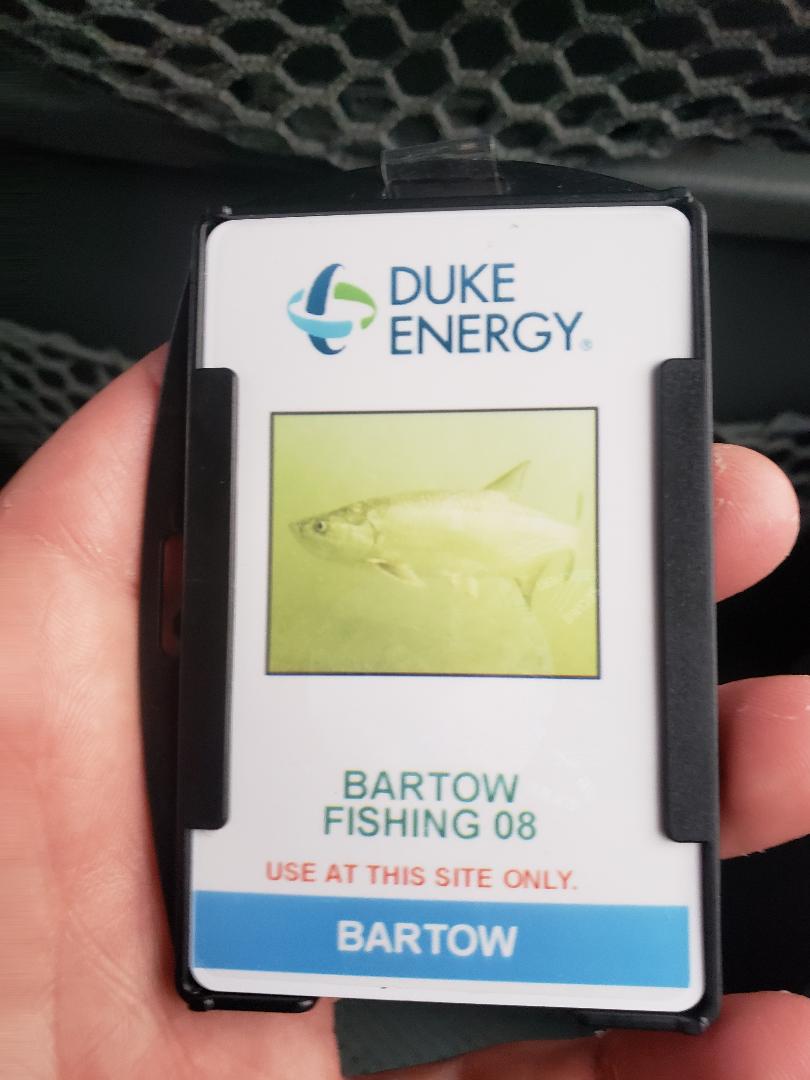 DUKE
ENERGY®
BARTOW
FISHING 08
USE AT THIS SITE ONLY.
BARTOW